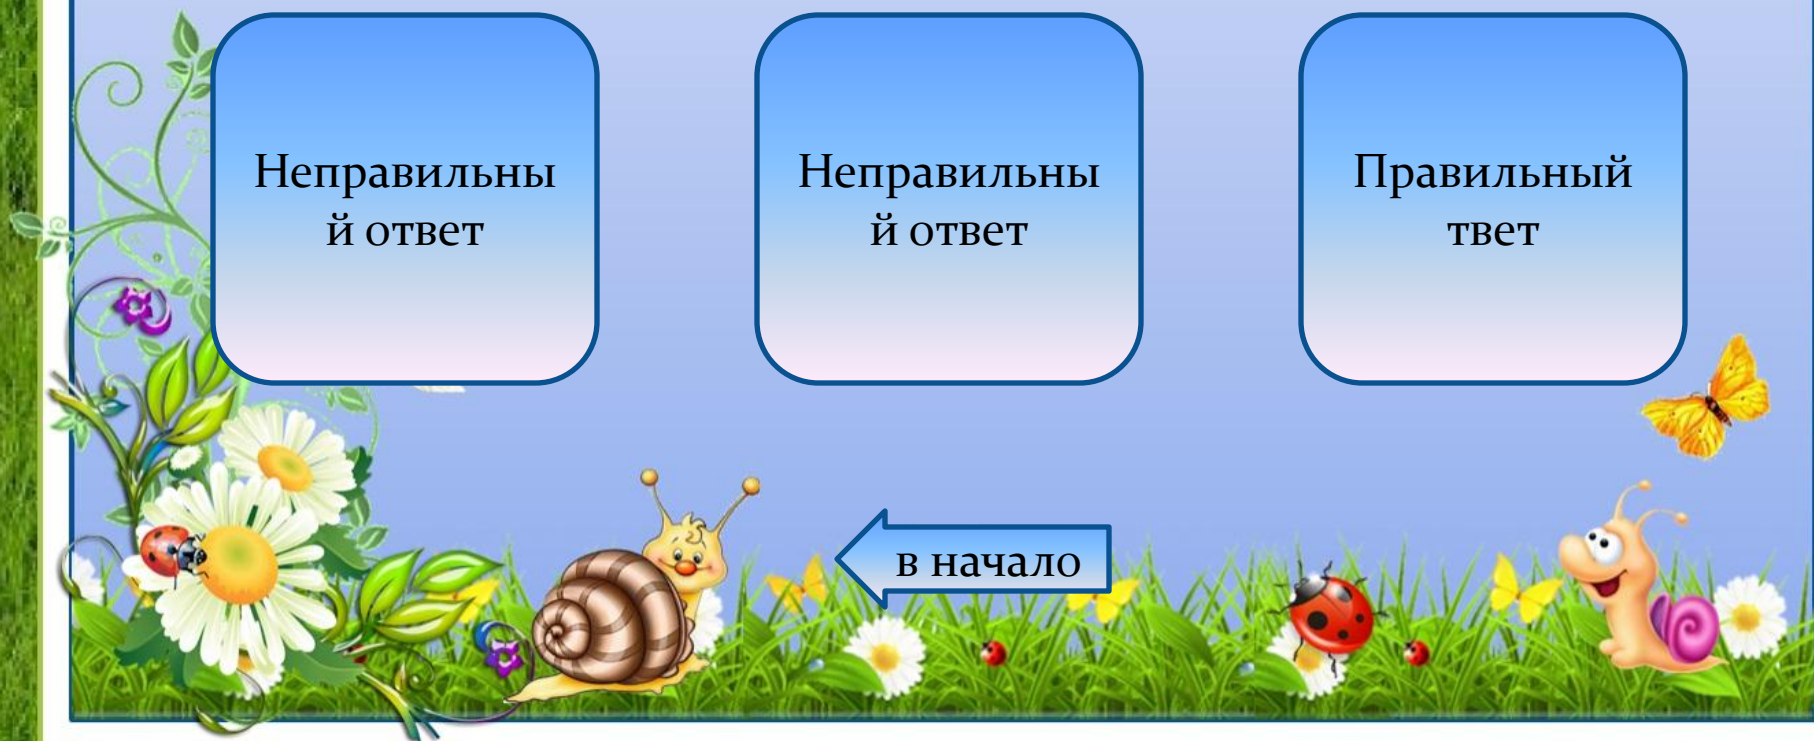 Неправильны
й ответ
Неправильны
й ответ
Правильный
твет
в начало